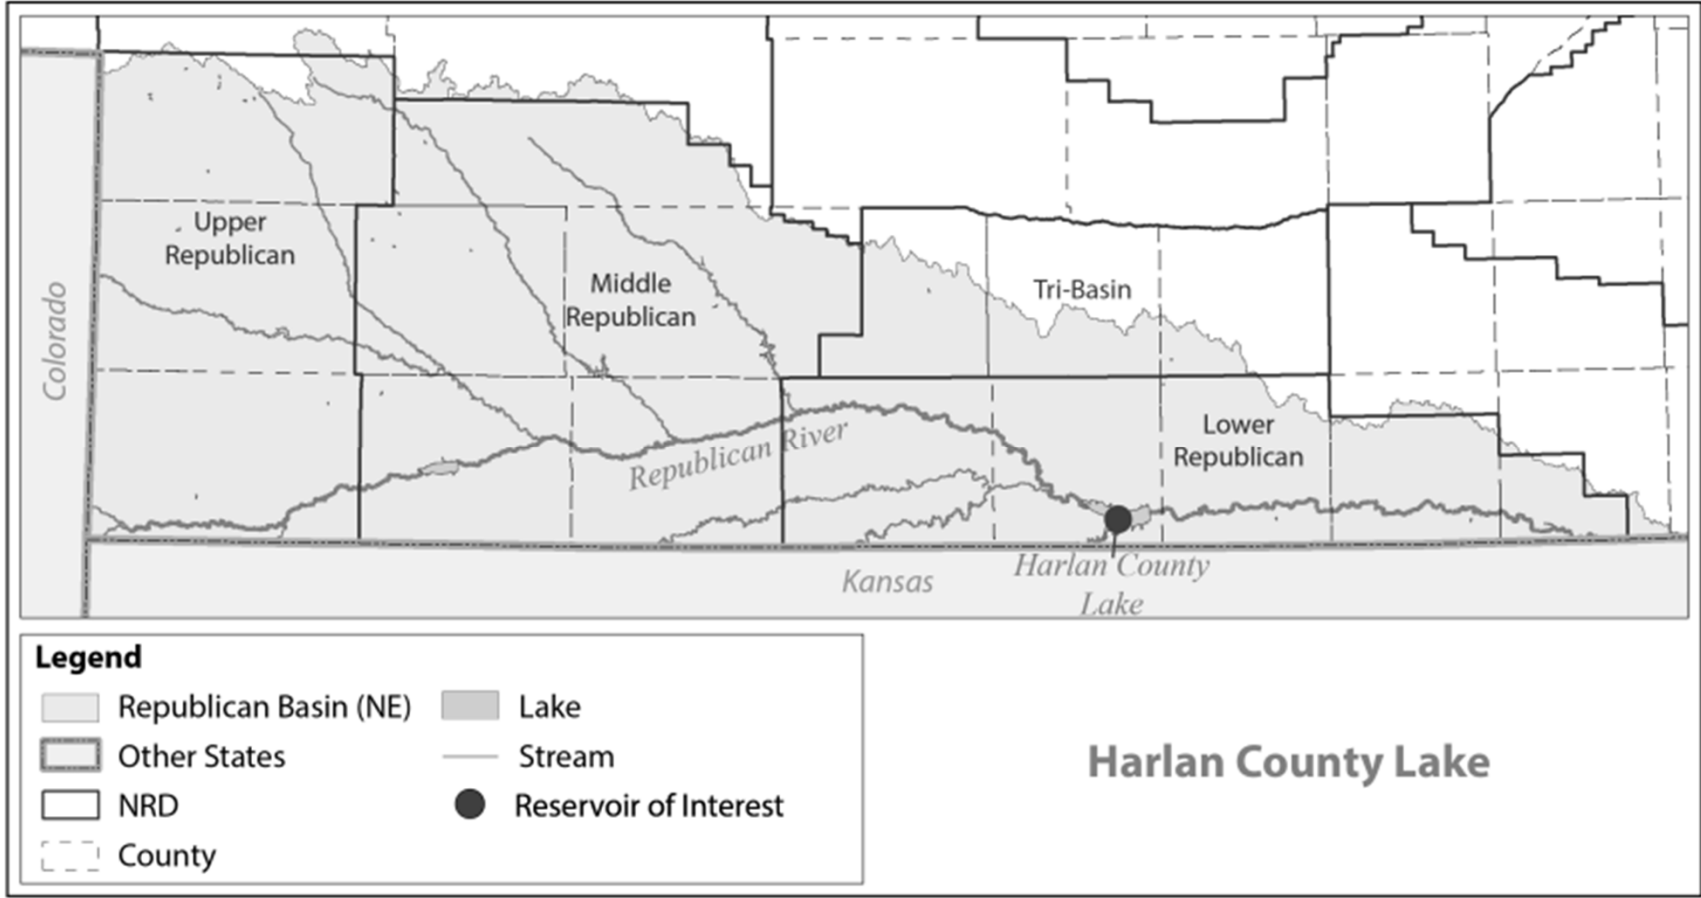 Upper
Republican
Middle
Republican
Tri-Basin
Lower
Republican
Colorado
Republican River
Kansas
Harlan County
Lake
Legend
Republican Basin (NE)
Other States
NRD
County
Lake
Stream
Reservoir of Interest
Harlan County Lake